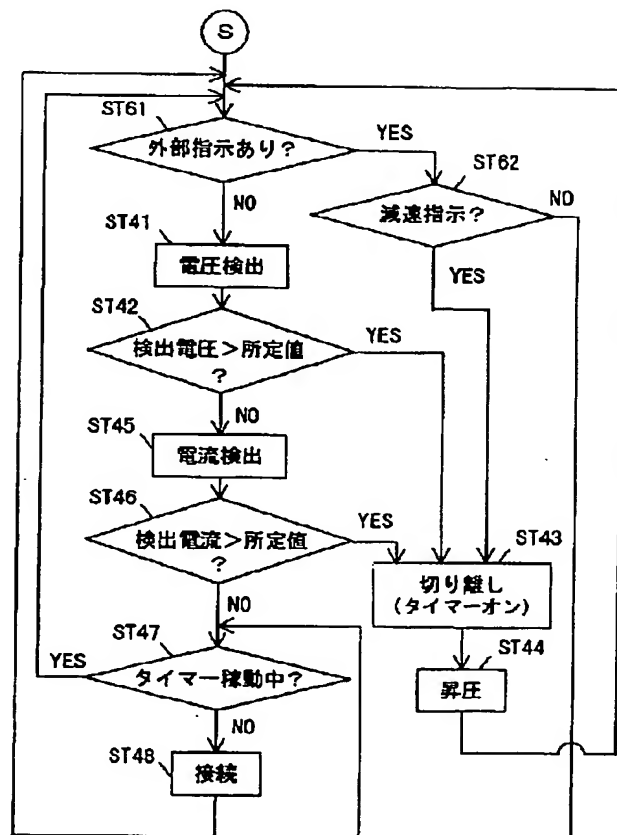 S
ST61
外部指示あり?
YES
ST62
NO
減速指示?
NO
ST41
YES
電圧検出
ST42
検出電圧>所定値
?
YES
NO
ST45
電流検出
ST46
検出電流>所定値
?
YES
ST43
切り離し
(タイマーオン)
NO
ST47
ST44
YES
タイマー稼動中?
昇圧
NO
ST48
接続